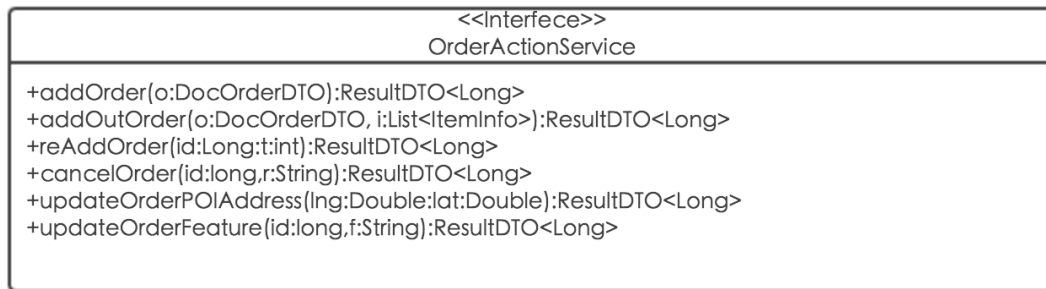 <<Interfece>>
OrderActionService
+addOrder(o:DocOrderDTO):ResultDTO<Long>
+addOutOrder(o:DocOrderDTO, i:List<ItemInfo>):ResultDTO<Long>
+reAddOrder(id:Long:t:int):ResultDTO<Long>
+cancelOrder(id:long,r:String):ResultDTO<Long>
+updateOrderPOIAddress(lng:Double:lat:Double):ResultDTO<Long>
+updateOrderFeature(id:long,f:String):ResultDTO<Long>